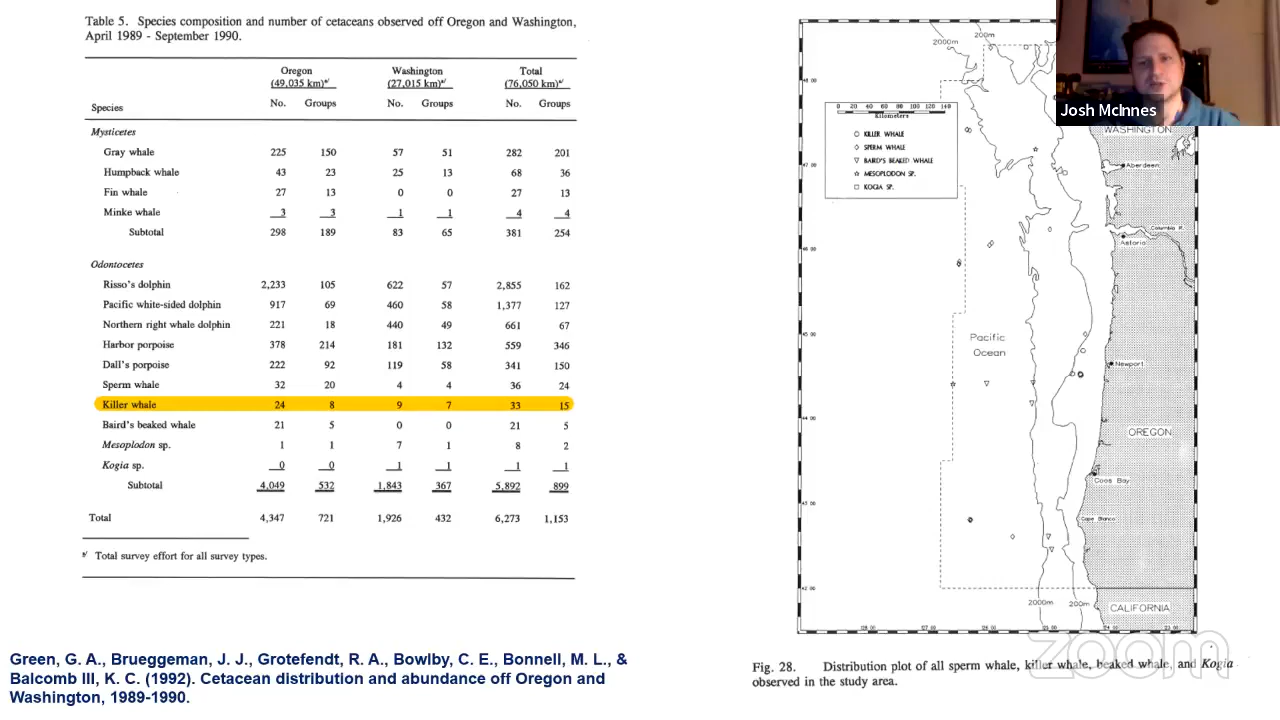 Table 5. Species composition and number of cetaceans observed off Oregon and Washington,
April 1989 - September 1990.
Oregon Washington Total
(49,035 km)a/ (27,015 km)a/ (76,050 km)a/
Species No. Groups No. Groups No. Groups
Mysticetes
Gray whale 225 150 57 51 282 201
Humpback whale 43 23 25 13 68 36
Fin whale 27 13 0 0 27 13
Minke whale 3 3 1 1 4 4
Subtotal 298 189 83 65 381 254
Odontocetes
Risso's dolphin 2,233 105 622 57 2,855 162
Pacific white-sided dolphin 917 69 460 58 1,377 127
Northern right whale dolphin 221 18 440 49 661 67
Harbor porpoise 378 214 181 132 559 346
Dall's porpoise 222 92 119 58 341 150
Sperm whale 32 20 4 4 36 24
Killer whale 24 8 9 7 33 15
Baird's beaked whale 21 5 0 0 21 5
Mesoplodon sp. 1 1 7 1 8 2
Kogia sp. 0 0 1 1 1 1
Subtotal 4,049 532 1,843 367 5,892 899
Total 4,347 721 1,926 432 6,273 1,153
a/ Total survey effort for all survey types.
Green, G. A., Brueggeman, J. J., Grotefendt, R. A., Bowlby, C. E., Bonnell, M. L., &
Balcomb III, K. C. (1992). Cetacean distribution and abundance off Oregon and
Washington, 1989-1990.
2000m 200m
0 20 40 60 80 100 120 140
Kilometers
KILLER WHALE
SPERM WHALE
BAIRD'S BEAKED WHALE
MESOPLODON SP.
KOGIA SP.
Josh McInnes
WASHINGTON
Aberdeen
Columbia R.
Astoria
Pacific
Ocean
Newport
OREGON
Coos Bay
Cape Blanco
2000m 200m
CALIFORNIA
zoom
Fig. 28. Distribution plot of all sperm whale, killer whale, beaked whale, and Kogia
observed in the study area.